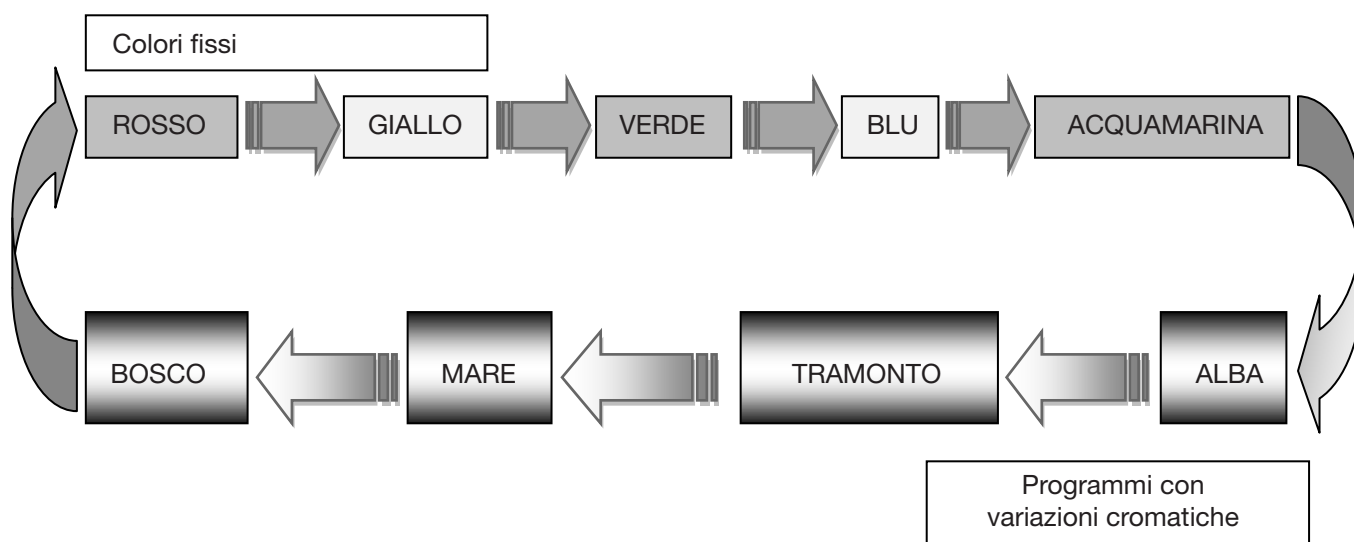 Colori fissi
ROSSO
GIALLO
VERDE
BLU
ACQUAMARINA
BOSCO
MARE
TRAMONTO
ALBA
Programmi con
variazioni cromatiche